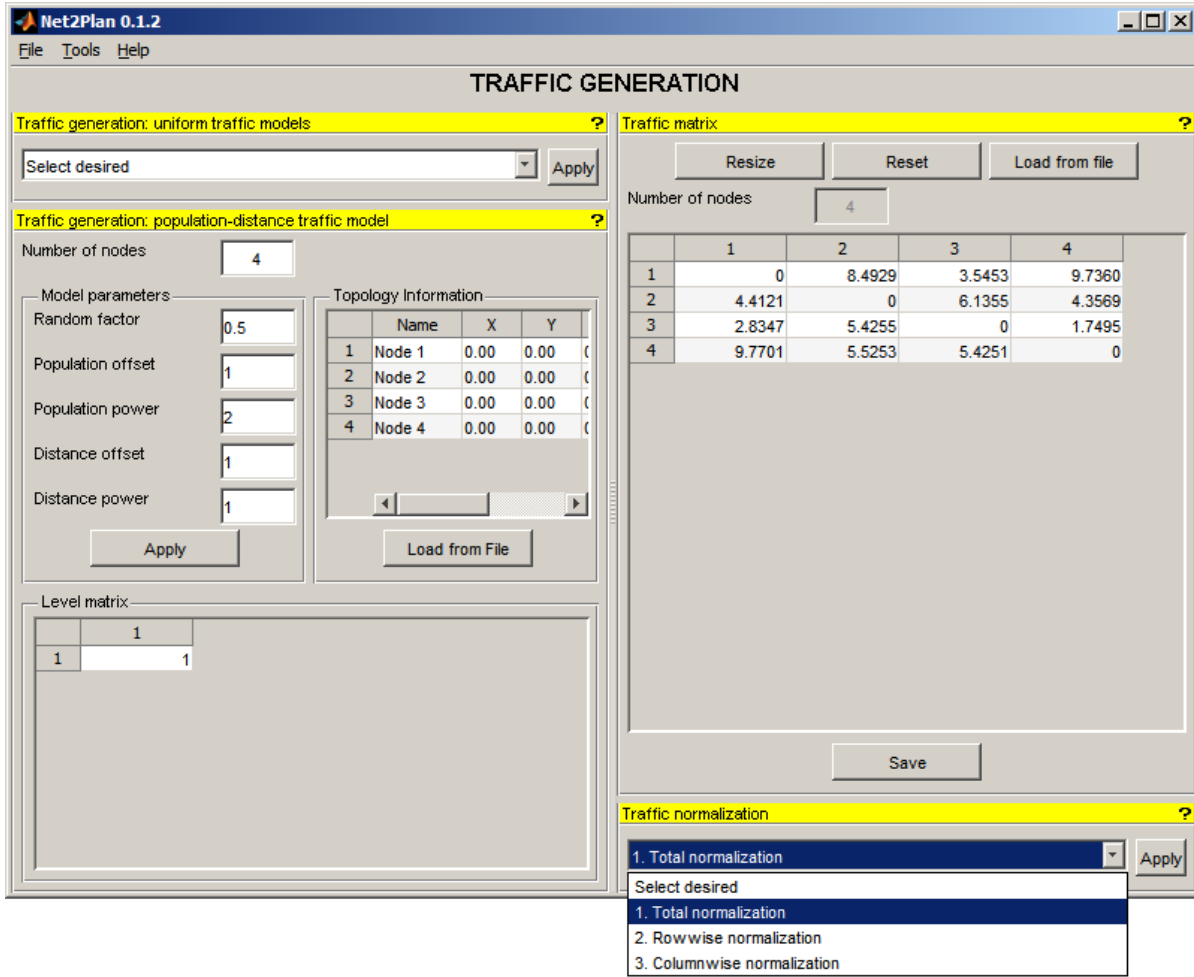 Net2Plan 0.1.2
File Tools Help
TRAFFIC GENERATION
Traffic generation: uniform traffic models ?
Select desired Apply
Traffic generation: population-distance traffic model ?
Number of nodes 4
Model parameters
Random factor 0.5
Population offset 1
Population power 2
Distance offset 1
Distance power 1
Apply
Topology Information
Name X Y
1 Node 1 0.00 0.00
2 Node 2 0.00 0.00
3 Node 3 0.00 0.00
4 Node 4 0.00 0.00
Load from File
Level matrix
1
1 1
Traffic matrix ?
Resize Reset Load from file
Number of nodes 4
1 2 3 4
1 0 8.4929 3.5453 9.7360
2 4.4121 0 6.1355 4.3569
3 2.8347 5.4255 0 1.7495
4 9.7701 5.5253 5.4251 0
Save
Traffic normalization ?
1. Total normalization Apply
Select desired
1. Total normalization
2. Rowwise normalization
3. Columnwise normalization